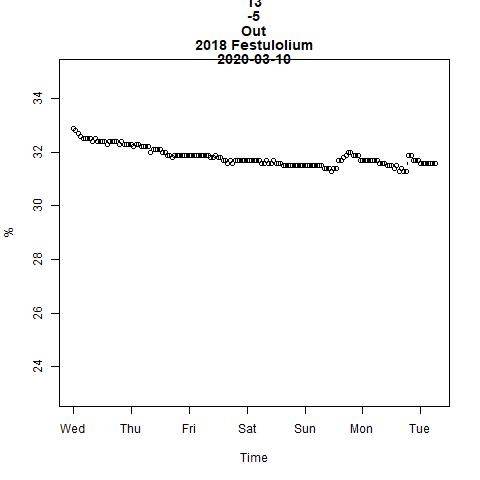 13
-5
Out
2018 Festulolium
2020-03-10
34
32
30
28
26
24
%
Wed Thu Fri Sat Sun Mon Tue
Time